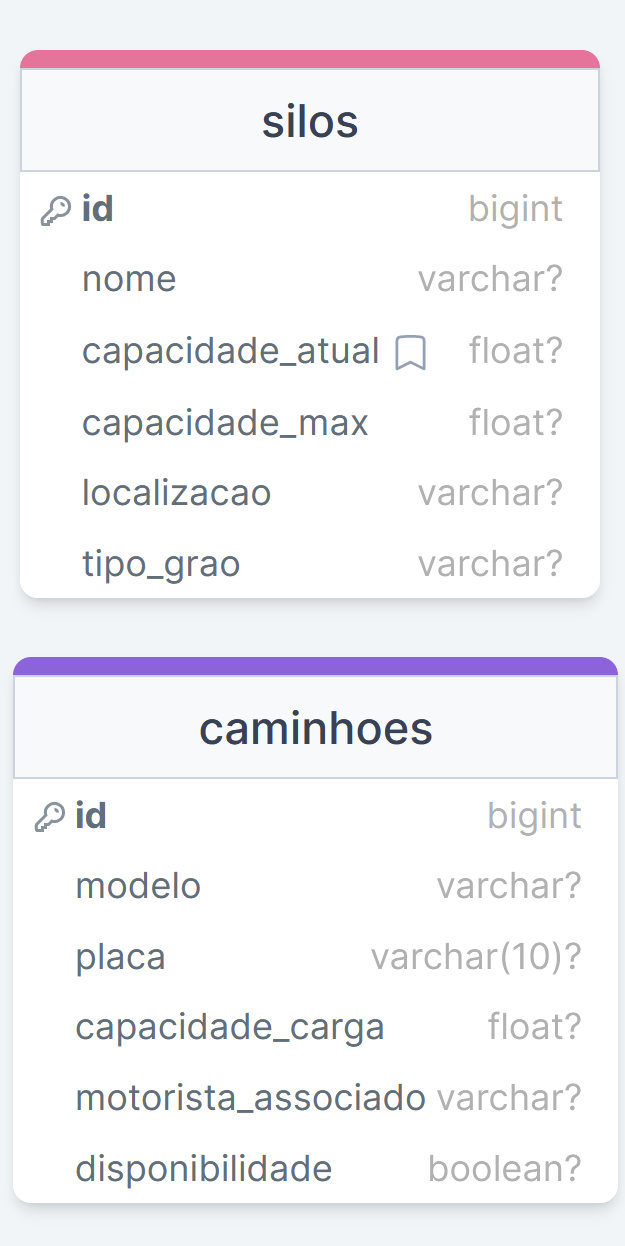 silos
id bigint
nome varchar?
capacidade_atual float?
capacidade_max float?
localizacao varchar?
tipo_grao varchar?
caminhoes
id bigint
modelo varchar?
placa varchar(10)?
capacidade_carga float?
motorista_associado varchar?
disponibilidade boolean?